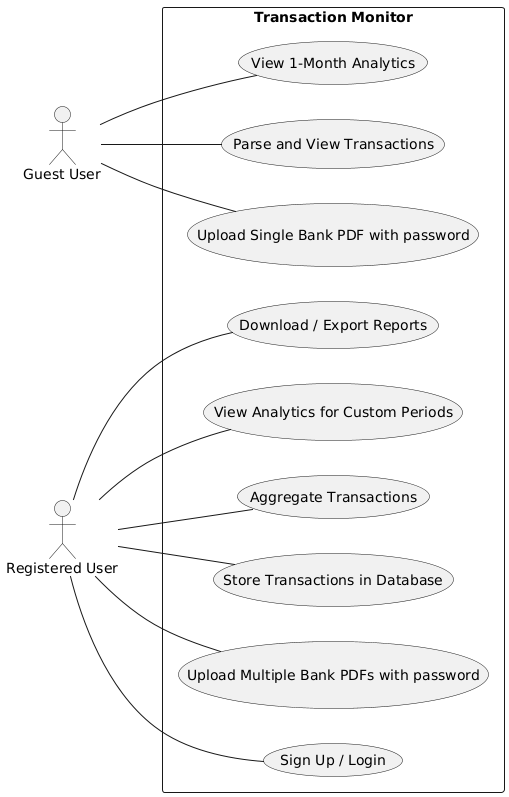 Transaction Monitor
View 1-Month Analytics
Parse and View Transactions
Guest User
Upload Single Bank PDF with password
Download / Export Reports
View Analytics for Custom Periods
Aggregate Transactions
Registered User
Store Transactions in Database
Upload Multiple Bank PDFs with password
Sign Up / Login